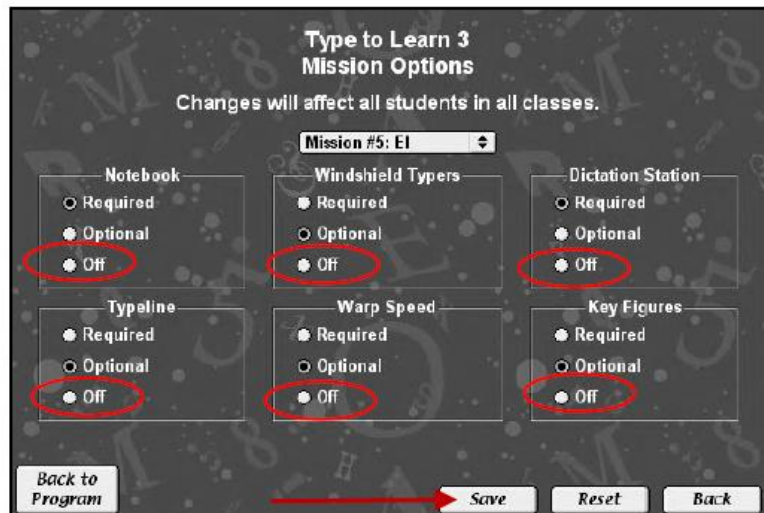 Type to Learn 3
Mission Options
Changes will affect all students in all classes.
Mission #5: EI
Notebook
Required
Optional
Off
Windshield Typers
Required
Optional
Off
Dictation Station
Required
Optional
Off
Typeline
Required
Optional
Off
Warp Speed
Required
Optional
Off
Key Figures
Required
Optional
Off
Back to
Program
Save
Reset
Back